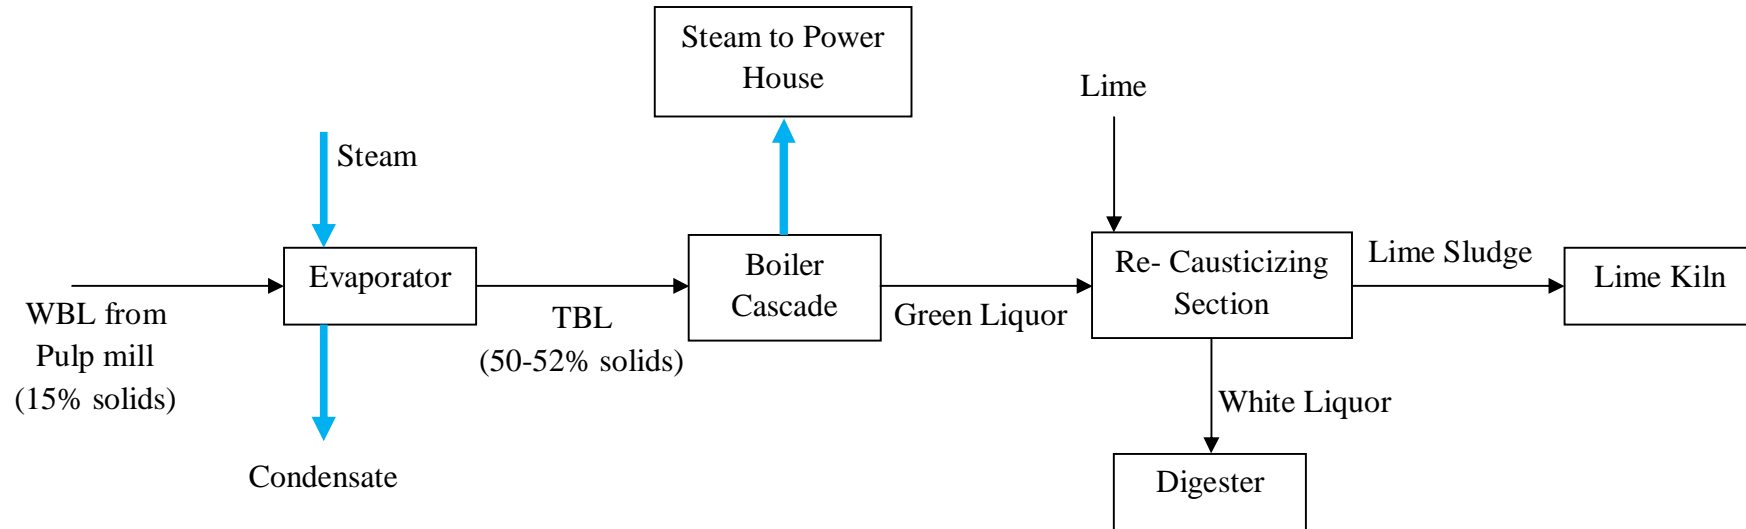 Steam to Power
House
Lime
Steam
Evaporator
Boiler
Cascade
Re- Causticizing
Section
Lime Sludge
Lime Kiln
WBL from
Pulp mill
(15% solids)
TBL
(50-52% solids)
Green Liquor
White Liquor
Condensate
Digester